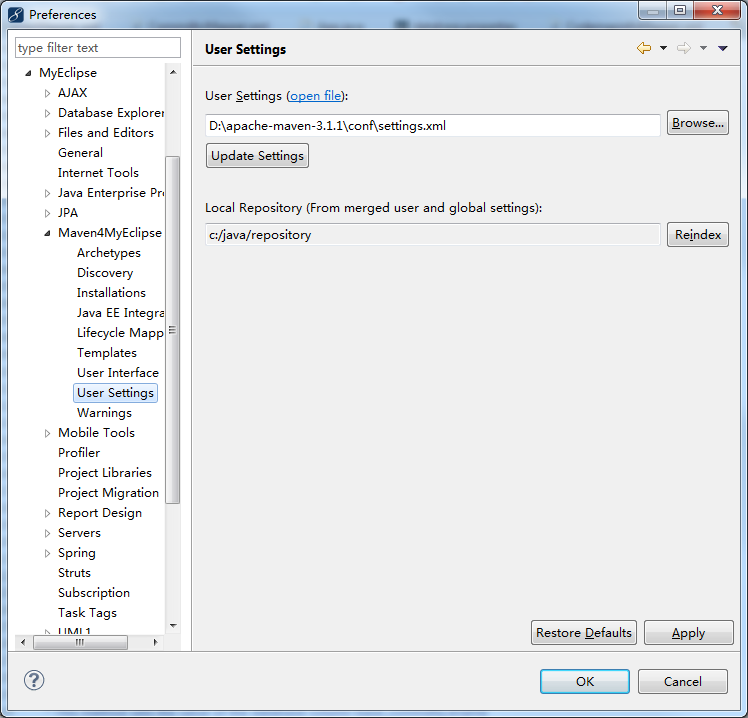 Preferences
type filter text
MyEclipse
AJAX
Database Explorer
Files and Editors
General
Internet Tools
Java Enterprise Pr
JPA
Maven4MyEclipse
Archetypes
Discovery
Installations
Java EE Integra
Lifecycle Mapp
Templates
User Interface
User Settings
Warnings
Mobile Tools
Profiler
Project Libraries
Project Migration
Report Design
Servers
Spring
Struts
Subscription
Task Tags
UML1
User Settings
User Settings (open file):
D:\apache-maven-3.1.1\conf\settings.xml
Browse...
Update Settings
Local Repository (From merged user and global settings):
c:/java/repository
Reindex
Restore Defaults
Apply
?
OK
Cancel